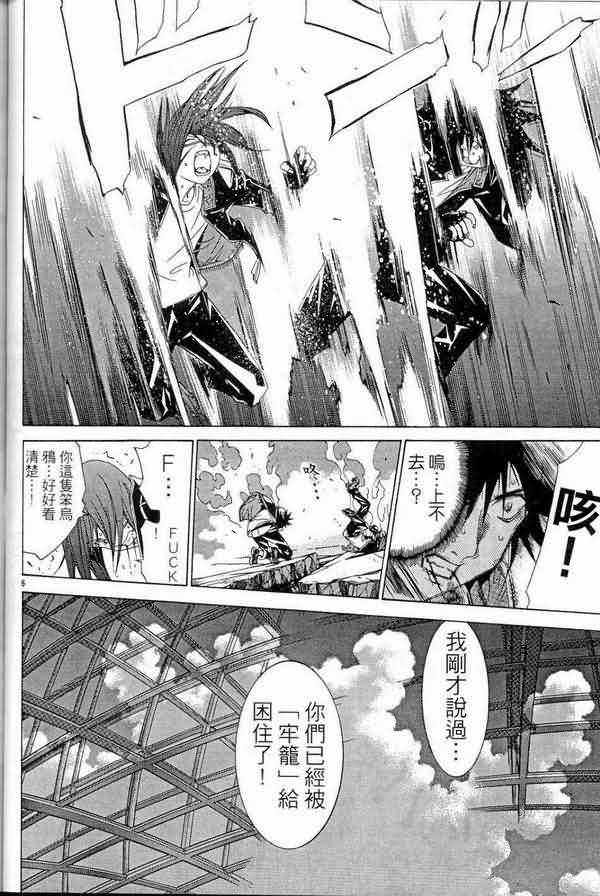 咳！
嗚…上不
去…？
咚…
F…
FUCK！
你這隻笨烏
鴉…好好看
清楚…！
6
我剛才說過…
你們已經被
「牢籠」給
困住了！